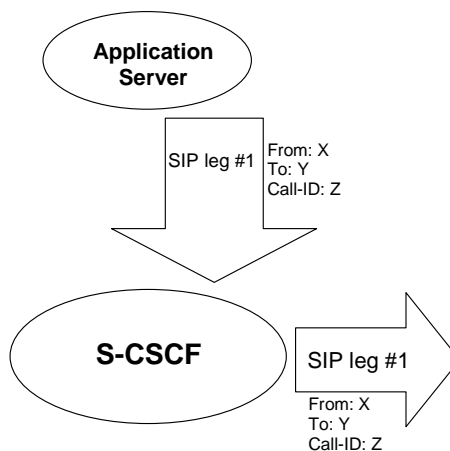 Application
Server
SIP leg #1
From: X
To: Y
Call-ID: Z
S-CSCF
SIP leg #1
From: X
To: Y
Call-ID: Z